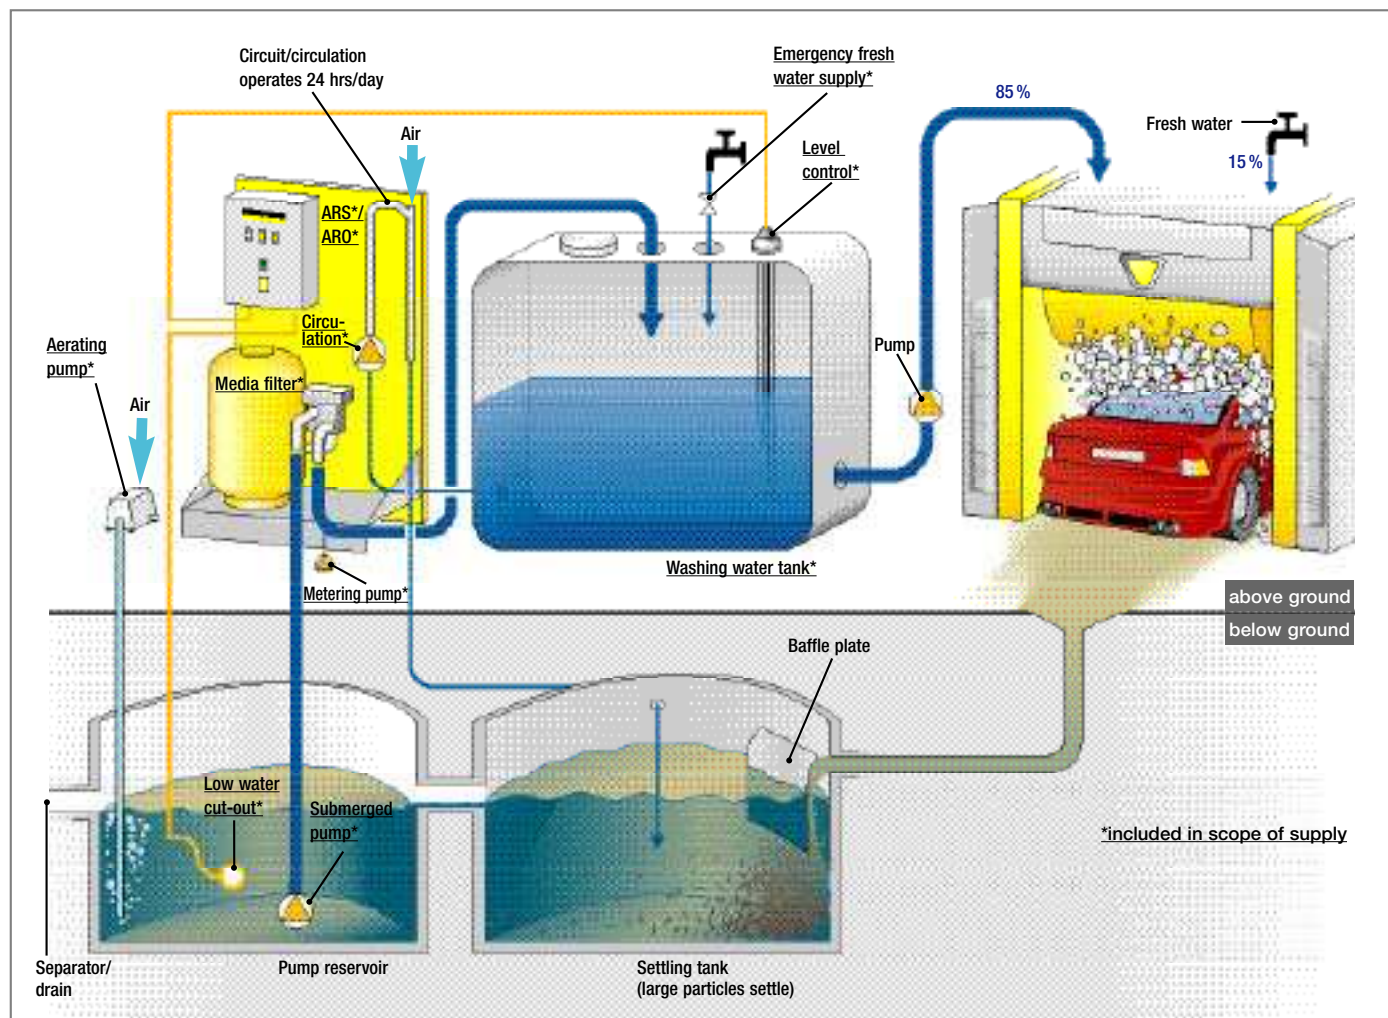 Circuit/circulation
operates 24 hrs/day
Emergency fresh
water supply*
85 %
Fresh water
15 %
Air
Level
control*
ARS*/
ARO*
Circu-
lation*
Aerating
pump*
Media filter*
Air
Pump
Washing water tank*
Metering pump*
above ground
below ground
Baffle plate
Low water
cut-out*
Submerged
pump*
*included in scope of supply
Separator/
drain
Pump reservoir
Settling tank
(large particles settle)